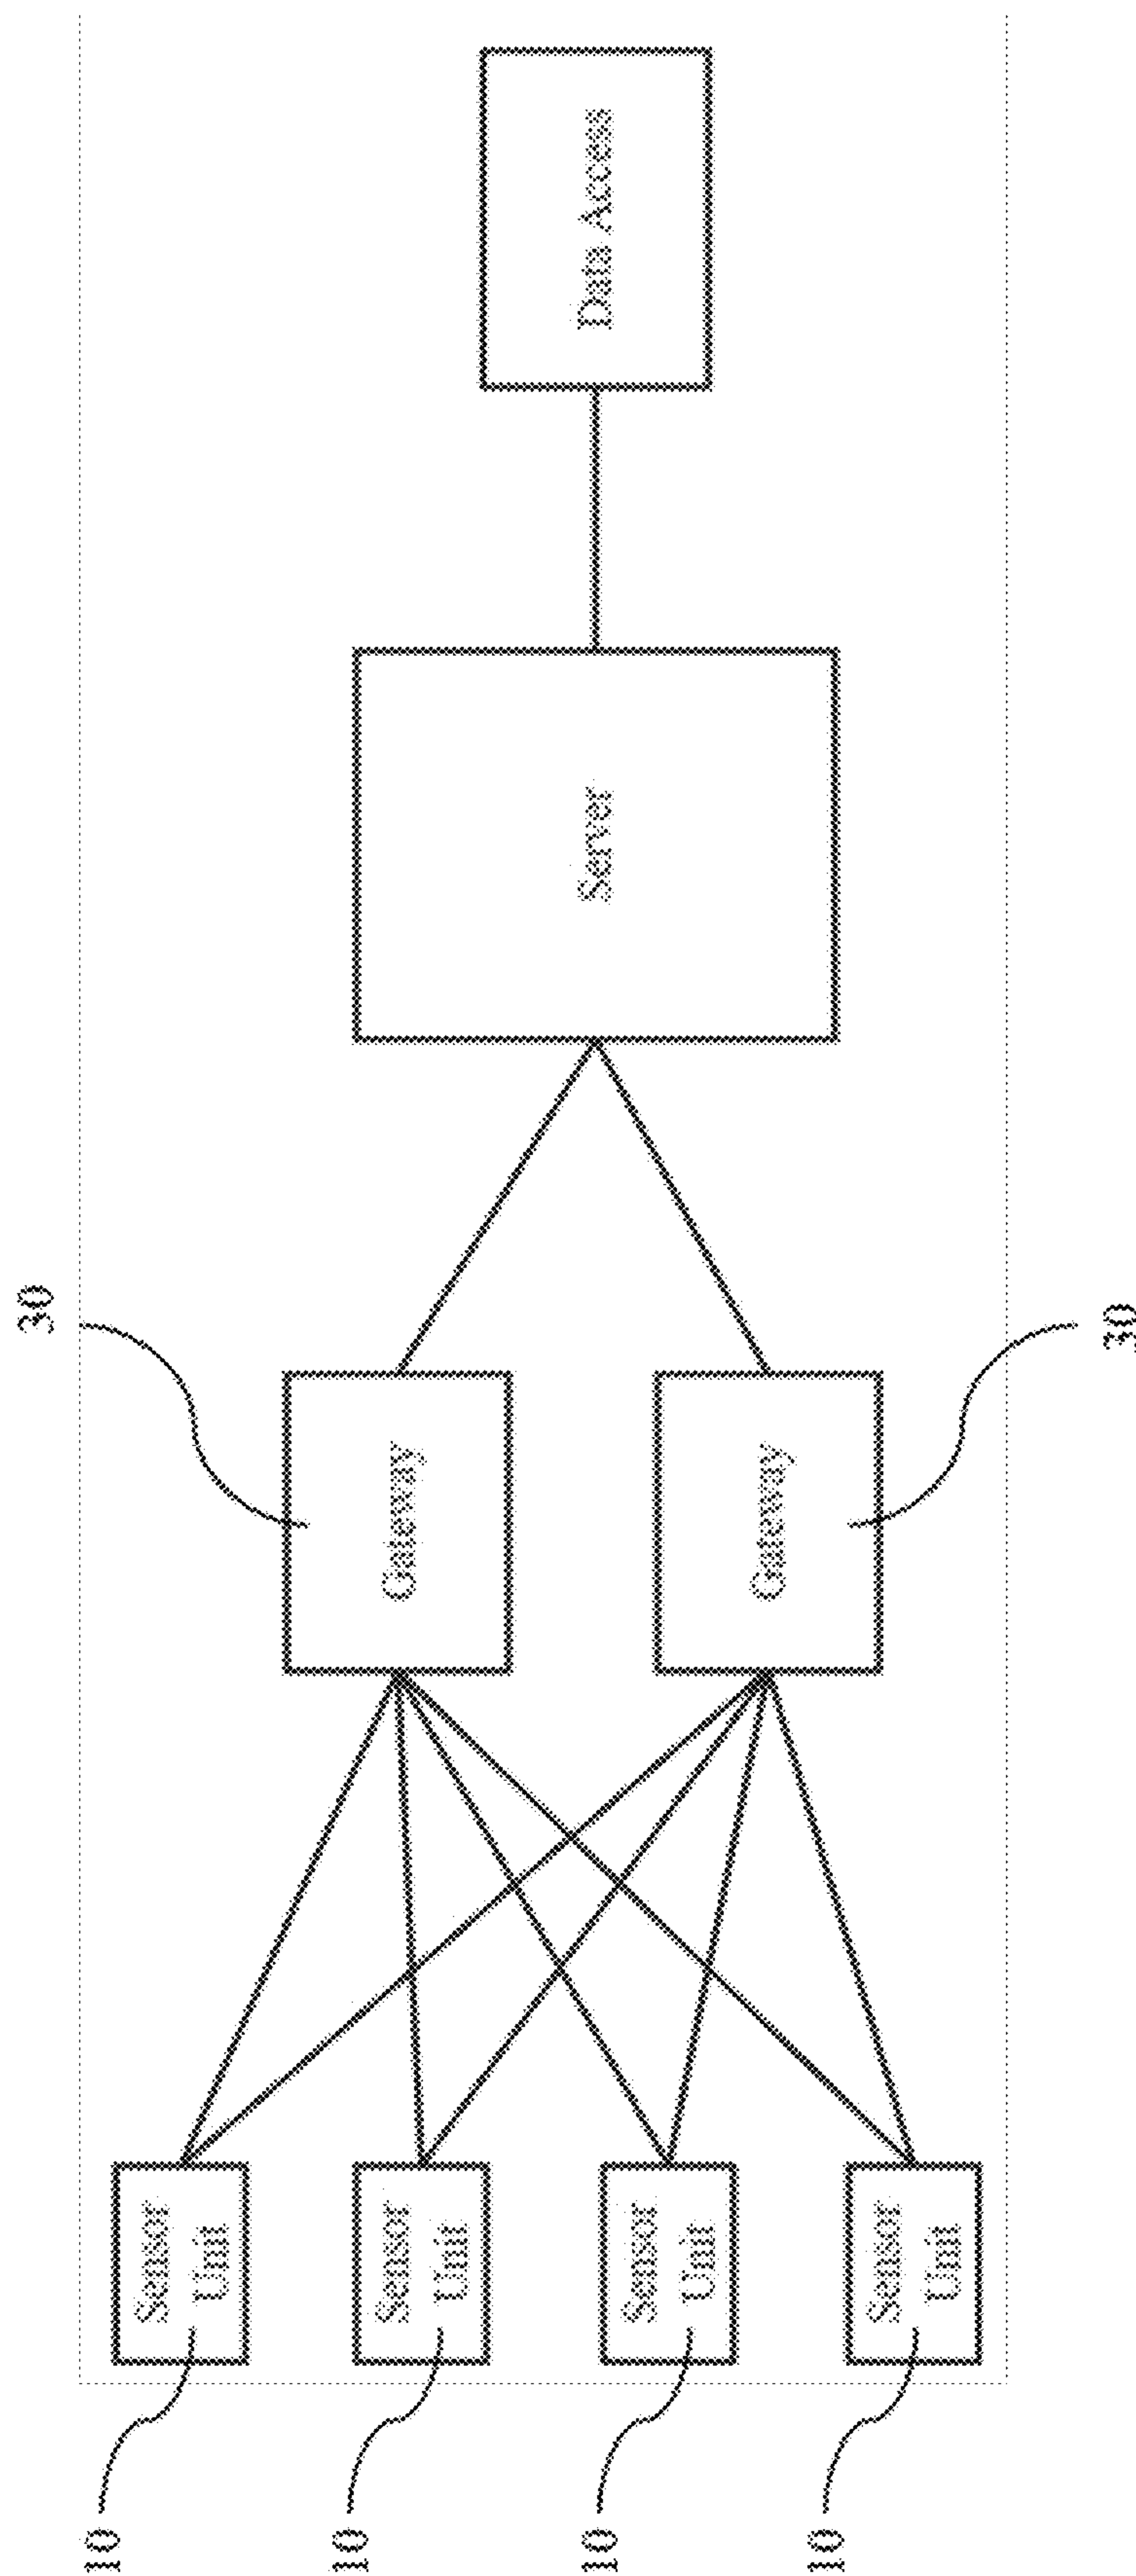 10
Sensor
Unit
10
Sensor
Unit
10
Sensor
Unit
10
Sensor
Unit
30
Gateway
Gateway
30
Server
Data Access